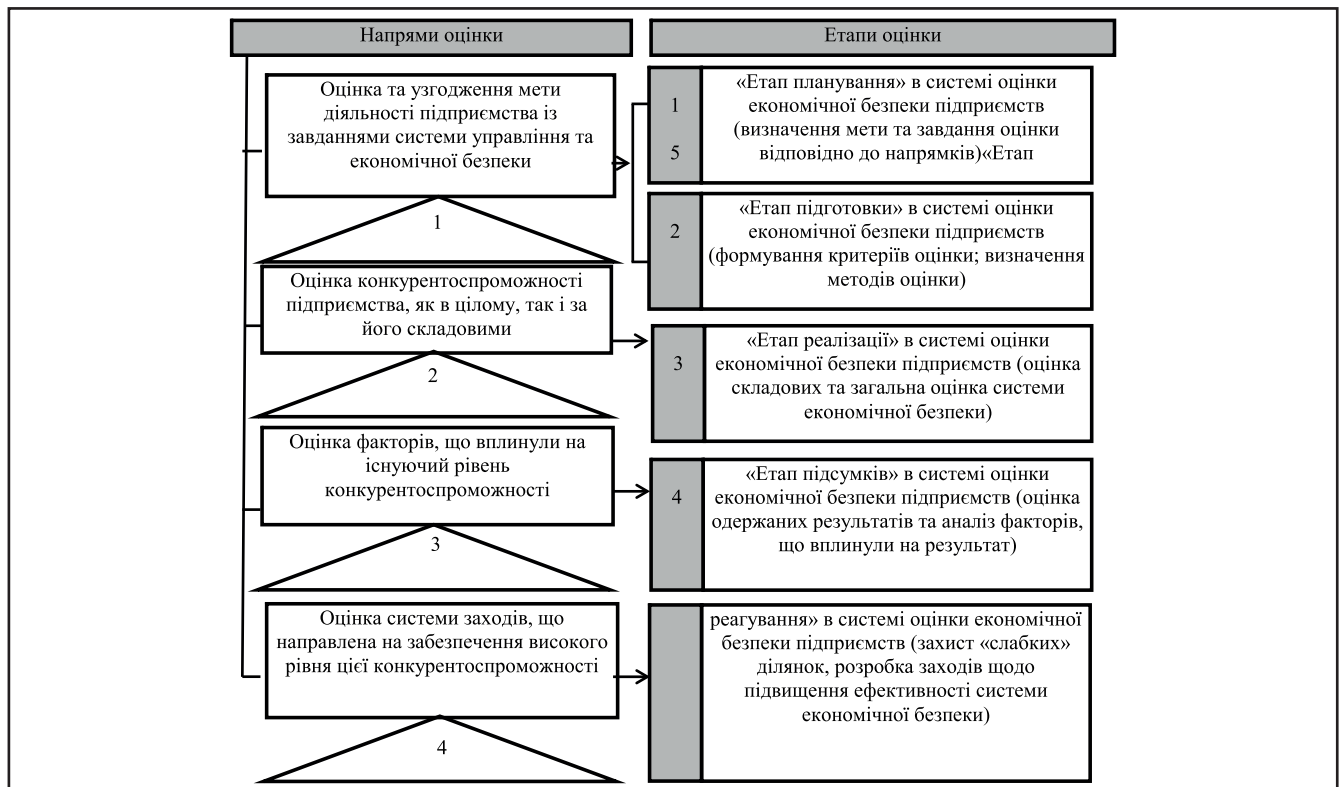 Напрями оцінки
Етапи оцінки
Оцінка та узгодження мети
діяльності підприємства із
завданнями системи управління та
економічної безпеки
1
Оцінка конкурентоспроможності
підприємства, як в цілому, так і за
його складовими
2
Оцінка факторів, що вплинули на
існуючий рівень
конкурентоспроможності
3
Оцінка системи заходів, що
направлена на забезпечення високого
рівня цієї конкурентоспроможності
4
1
5
«Етап планування» в системі оцінки
економічної безпеки підприємств
(визначення мети та завдання оцінки
відповідно до напрямків)«Етап
2
«Етап підготовки» в системі оцінки
економічної безпеки підприємств
(формування критеріїв оцінки; визначення
методів оцінки)
3
«Етап реалізації» в системі оцінки
економічної безпеки підприємств (оцінка
складових та загальна оцінка системи
економічної безпеки)
4
«Етап підсумків» в системі оцінки
економічної безпеки підприємств (оцінка
одержаних результатів та аналіз факторів,
що вплинули на результат)
реагування» в системі оцінки економічної
безпеки підприємств (захист «слабких»
ділянок, розробка заходів щодо
підвищення ефективності системи
економічної безпеки)